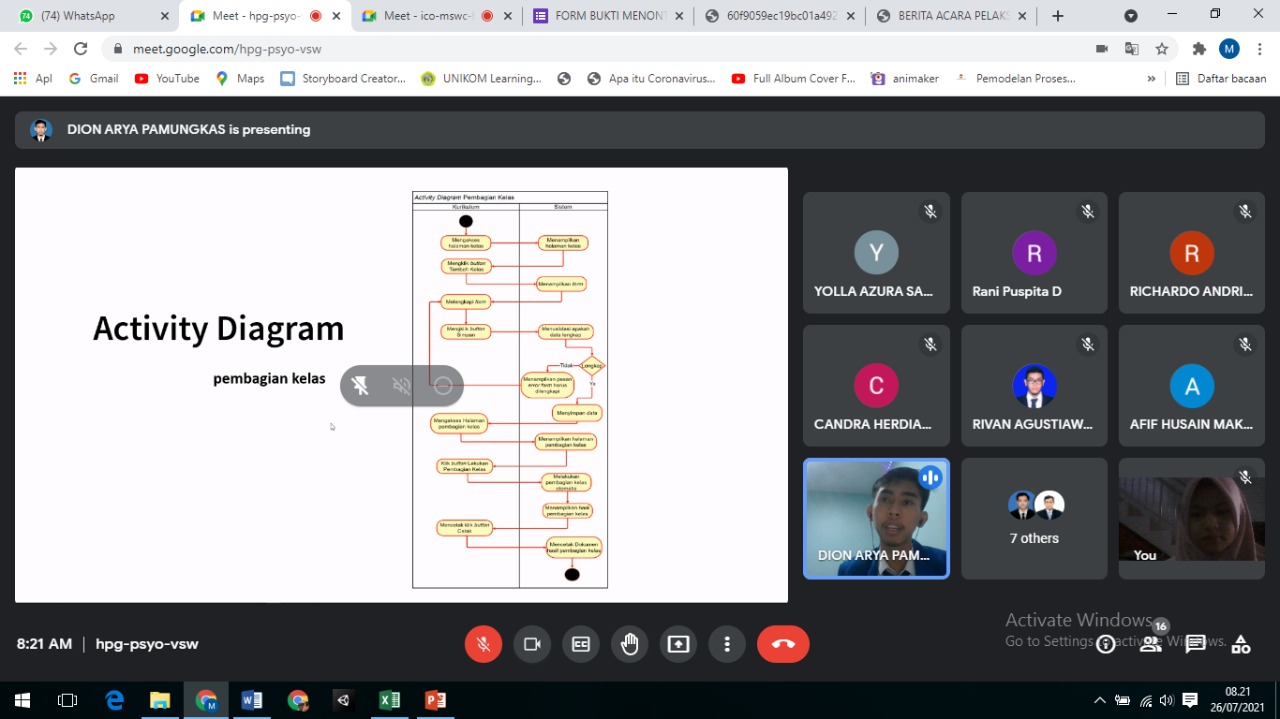 (74) WhatsApp
Meet - hpg-psyo-
Meet - ico-mswc-
FORM BUKTI MENONT
60f9059ec19bc01a492
BERITA ACARA PELAKS
meet.google.com/hpg-psyo-vsw
M
Apl
Gmail
YouTube
Maps
Storyboard Creator...
UNIKOM Learning...
Apa itu Coronavirus...
Full Album Cover F...
animaker
Pemodelan Proses...
Daftar bacaan
DION ARYA PAMUNGKAS is presenting
Activity Diagram
pembagian kelas
Activity Diagram Pembagian Kelas
Kurikulum
Sistem
Mengakses
halaman kelas
Menampilkan
halaman kelas
Mengklik button
Tambah Kelas
Menampilkan form
Melengkapi form
Mengklik button
Simpan
Memvalidasi apakah
data lengkap
Lengkap
Tidak
Ya
Menampilkan pesan
error form harus
dilengkapi
Menyimpan data
Mengakses Halaman
pembagian kelas
Menampilkan halaman
pembagian kelas
Klik button Lakukan
Pembagian Kelas
Melakukan
pembagian kelas
otomatis
Menampilkan hasil
pembagian kelas
Mencetak klik button
Cetak
Mencetak Dokumen
hasil pembagian kelas
Y
YOLLA AZURA SA...
R
Rani Puspita D
R
RICHARDO ANDRI...
C
CANDRA HERDIA...
RIVAN AGUSTIAW...
A
AFIF HUSAIN MAK...
DION ARYA PAM...
7 others
You
8:21 AM | hpg-psyo-vsw
16
Activate Windows
Go to Settings to activate Windows.
08.21
26/07/2021